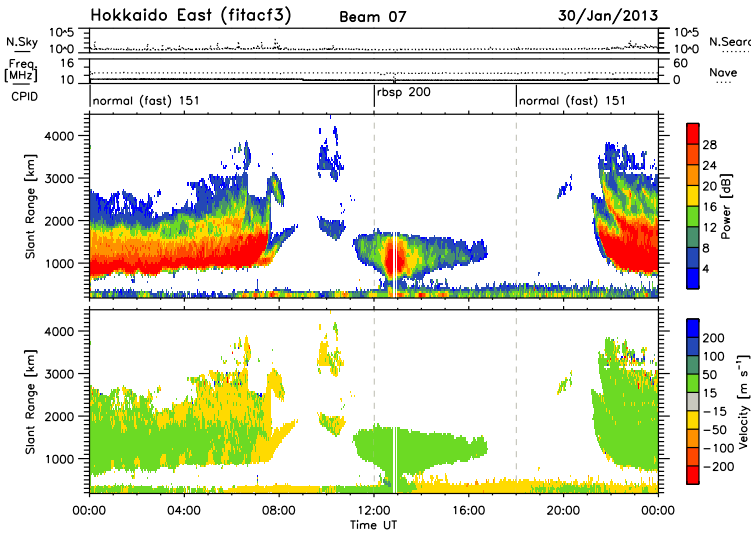 Hokkaido East (fitacf3) Beam 07 30/Jan/2013
N.Sky 10^5 10^0 10^5 10^0 N.Searc
Freq. [MHz] 16 10 60 0 Nave
CPID normal (fast) 151 rbsp 200 normal (fast) 151
Slant Range [km]
4000
3000
2000
1000
Power [dB]
28
24
20
16
12
8
4
Slant Range [km]
4000
3000
2000
1000
Velocity [m s^-1]
200
100
50
15
-15
-50
-100
-200
00:00 04:00 08:00 12:00 16:00 20:00 00:00
Time UT